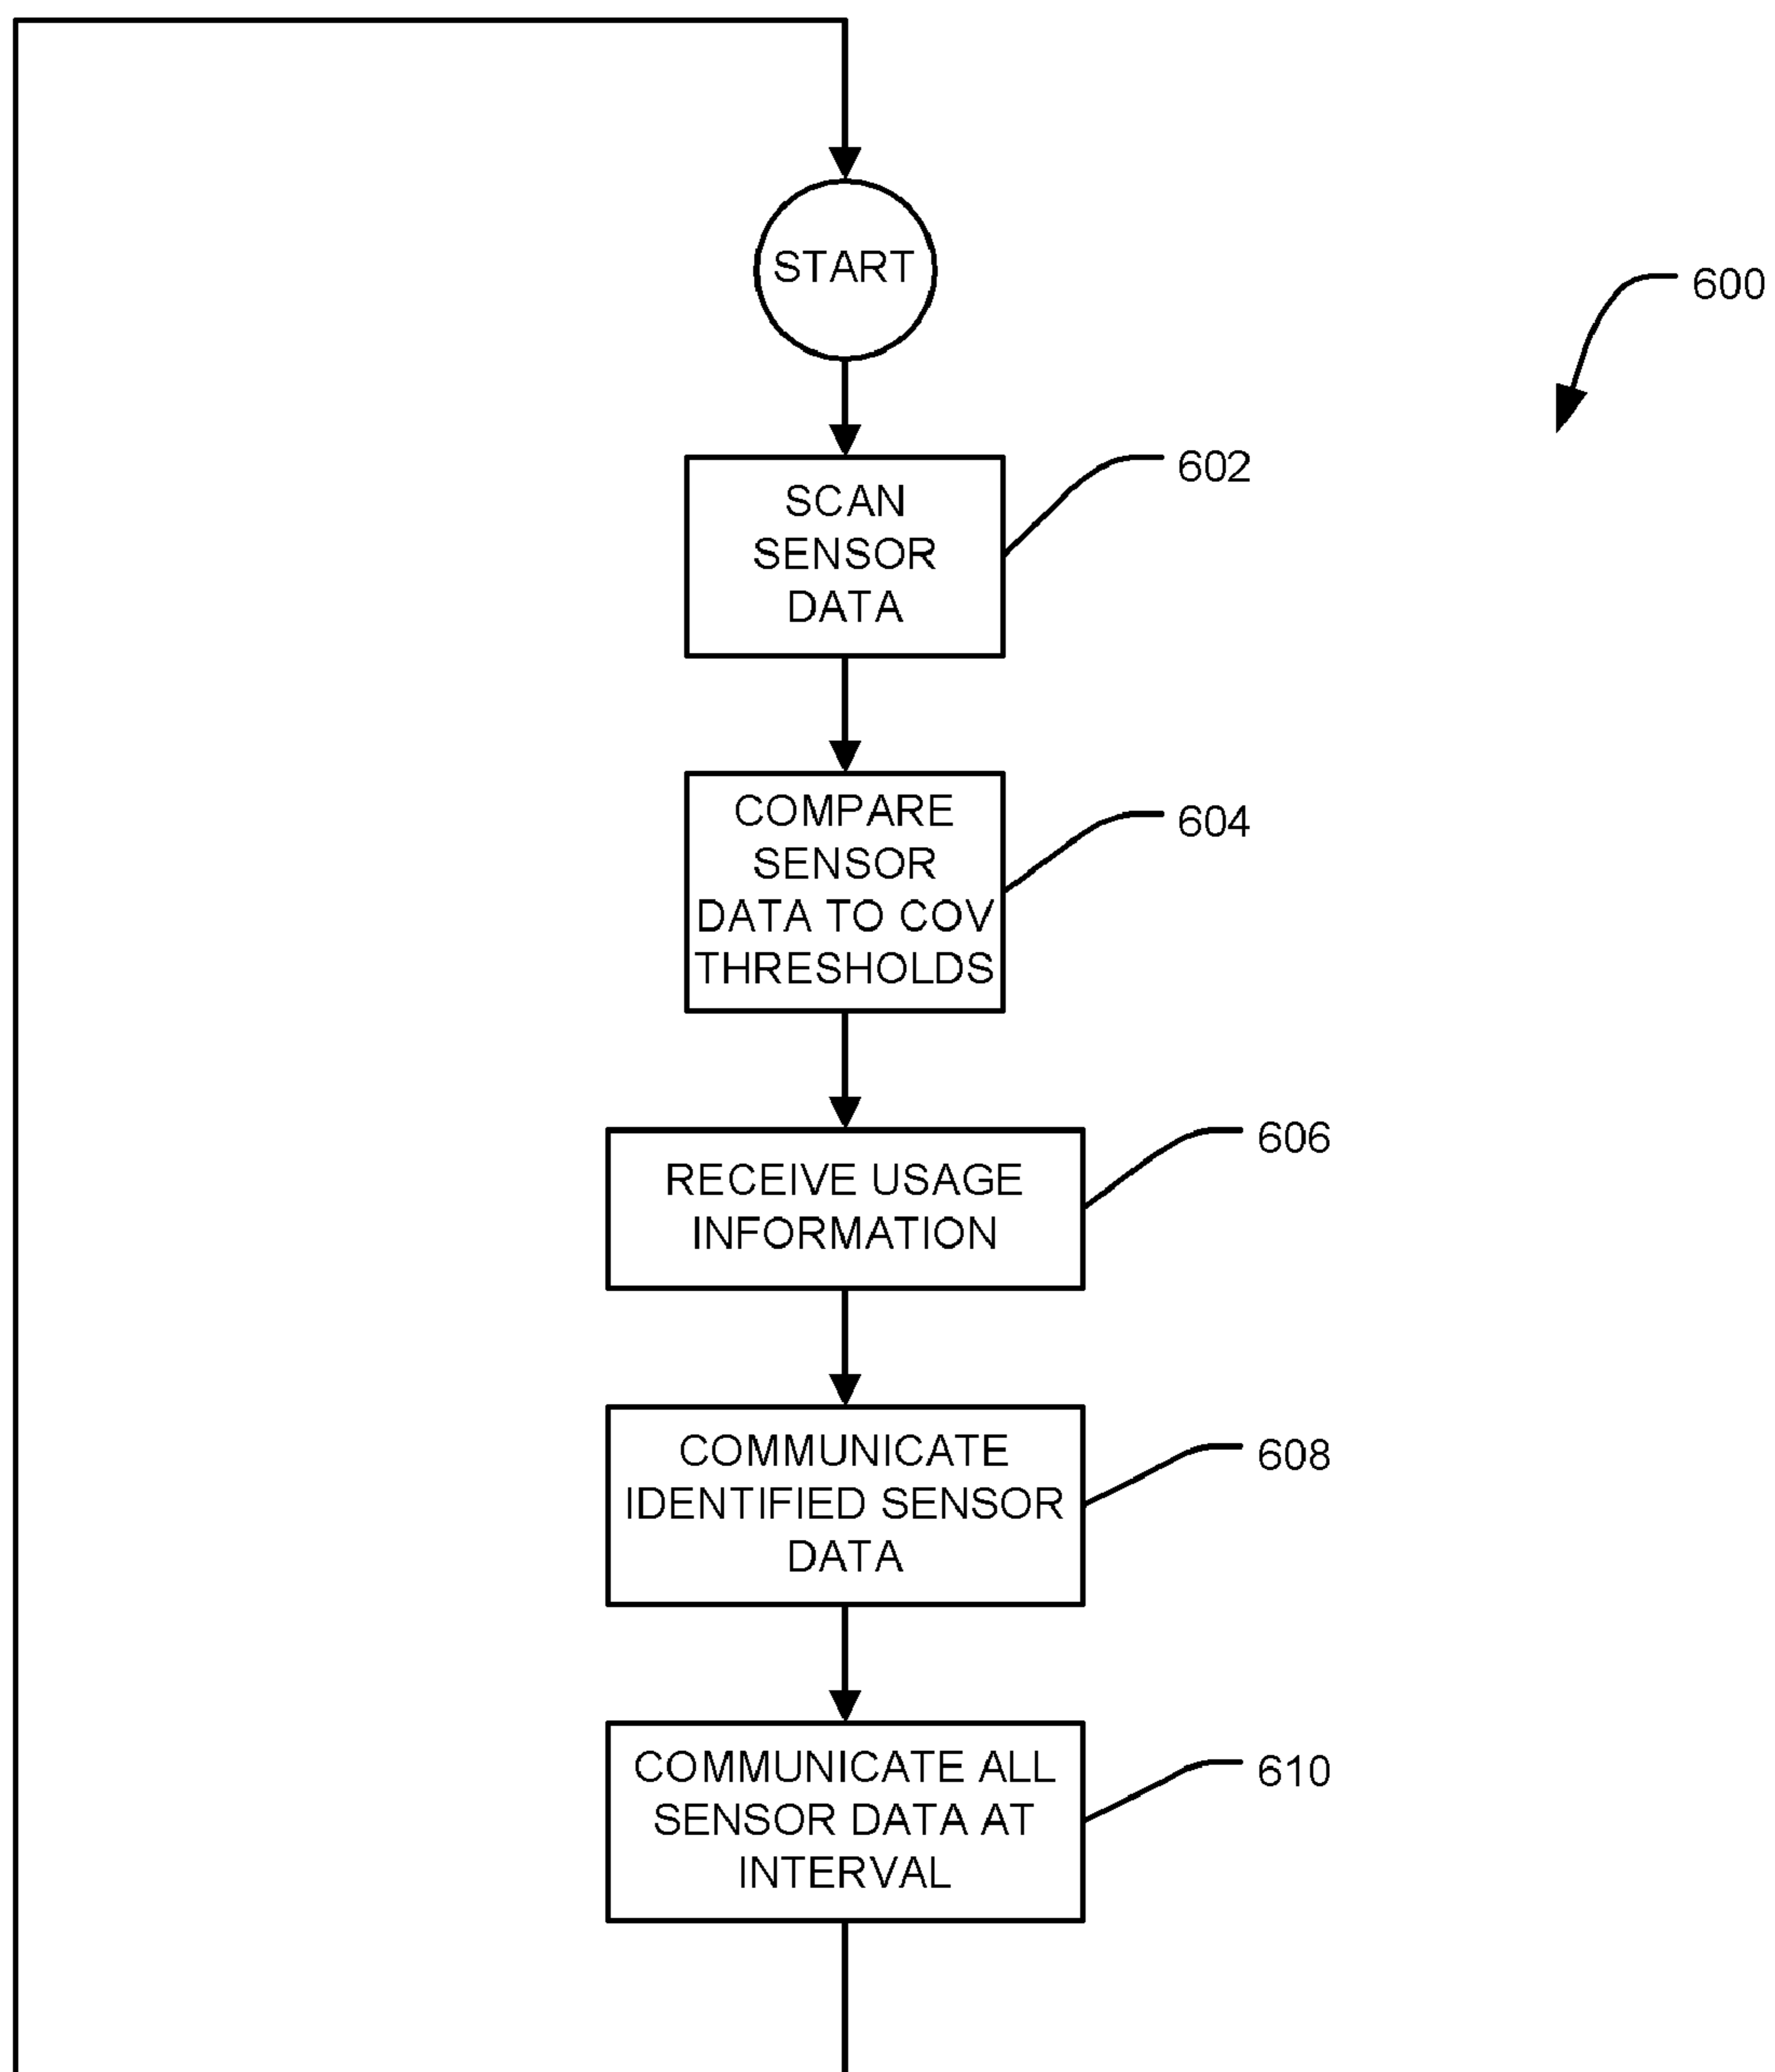 START
600
SCAN
SENSOR
DATA
602
COMPARE
SENSOR
DATA TO COV
THRESHOLDS
604
RECEIVE USAGE
INFORMATION
606
COMMUNICATE
IDENTIFIED SENSOR
DATA
608
COMMUNICATE ALL
SENSOR DATA AT
INTERVAL
610